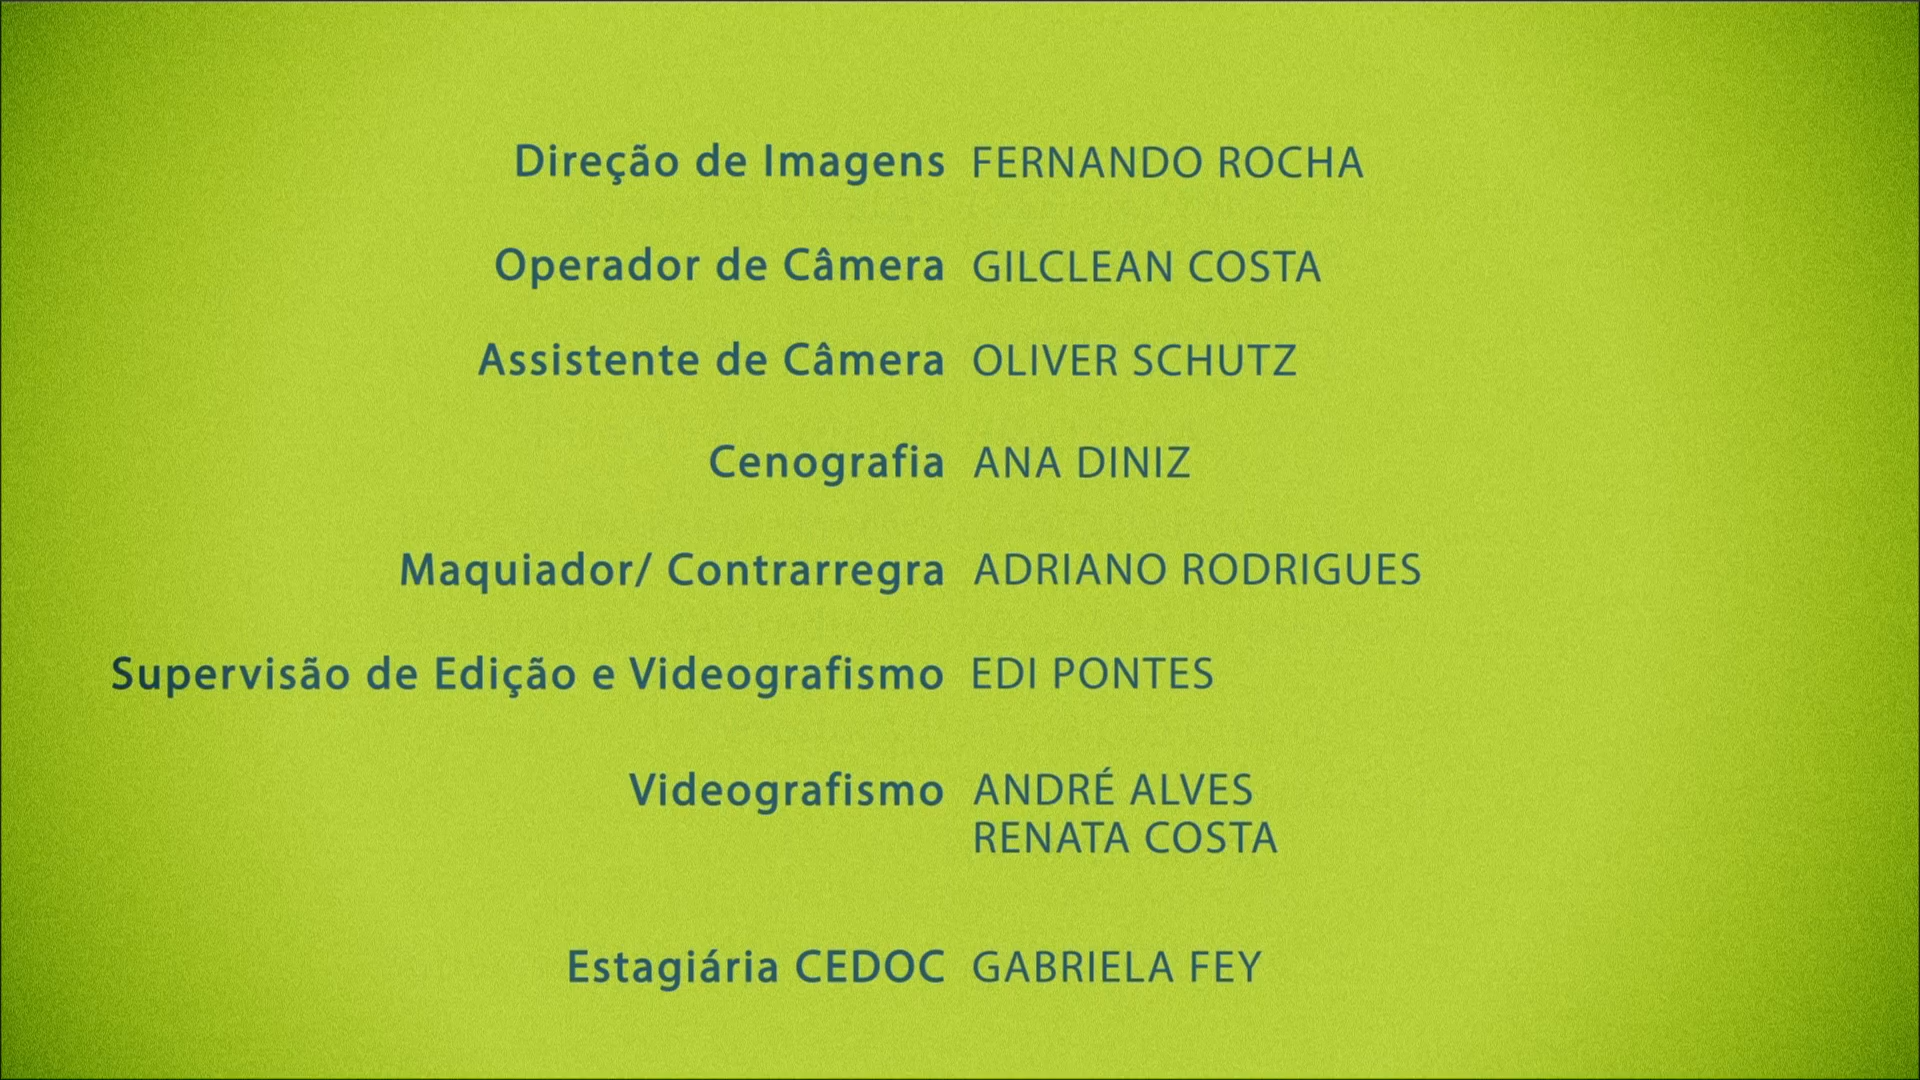 Direção de Imagens FERNANDO ROCHA
Operador de Câmera GILCLEAN COSTA
Assistente de Câmera OLIVER SCHUTZ
Cenografia ANA DINIZ
Maquiador/ Contrarregra ADRIANO RODRIGUES
Supervisão de Edição e Videografismo EDI PONTES
Videografismo ANDRÉ ALVES
RENATA COSTA
Estagiária CEDOC GABRIELA FEY